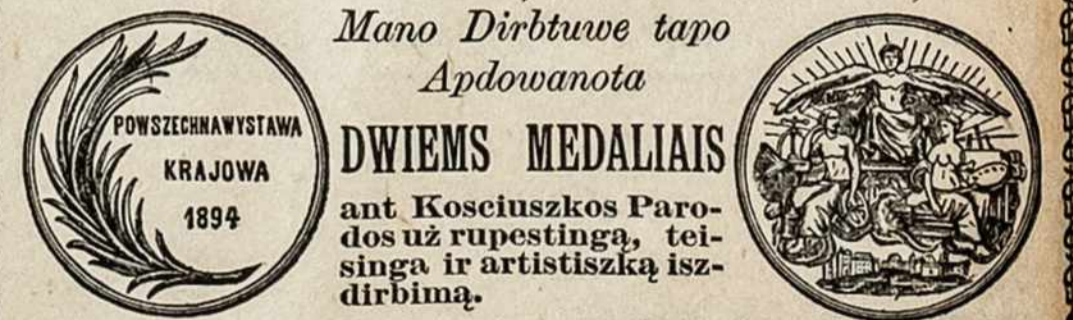 POWSZECHNAWYSTAWA
KRAJOWA
1894
Mano Dirbtuwe tapo
Apdowanota
DWIEMS MEDALIAIS
ant Kosciuszkos Paro-
dos už rupestingą, tei-
singa ir artistiszką isz-
dirbimą.